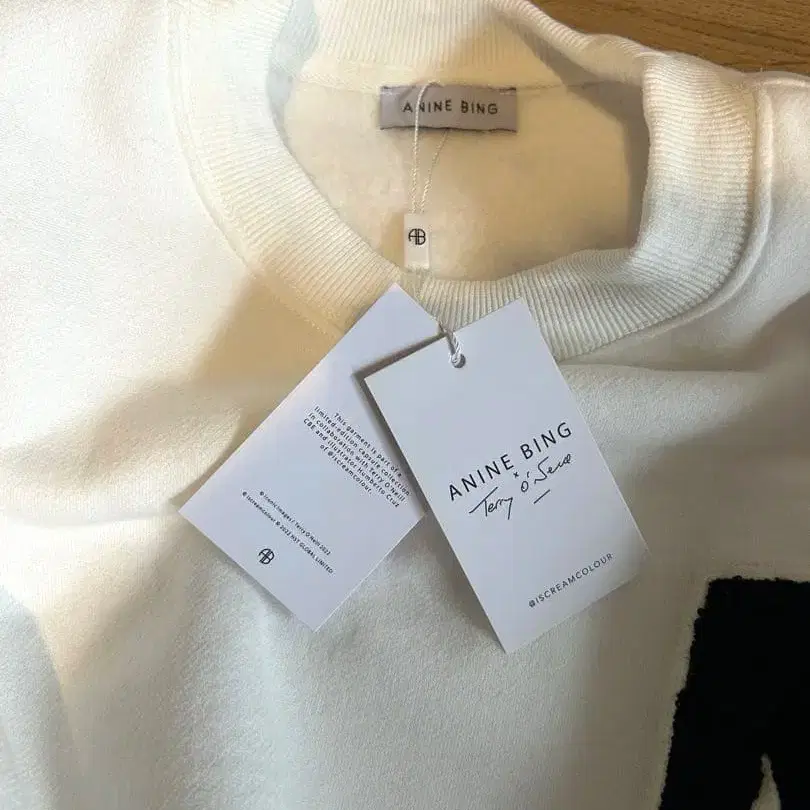 ANINE BING
AB
This garment is part of a
limited-edition capsule collection
in collaboration with Terry O'Neill
CBE and illustrator Humberto Cruz
of @iscreamcolour.
© Iconic Images / Terry O'Neill 2022
© Iscreamcolour © 2022 HST GLOBAL LIMITED
AB
ANINE BING
x
Terry O'Neill
@ISCREAMCOLOUR